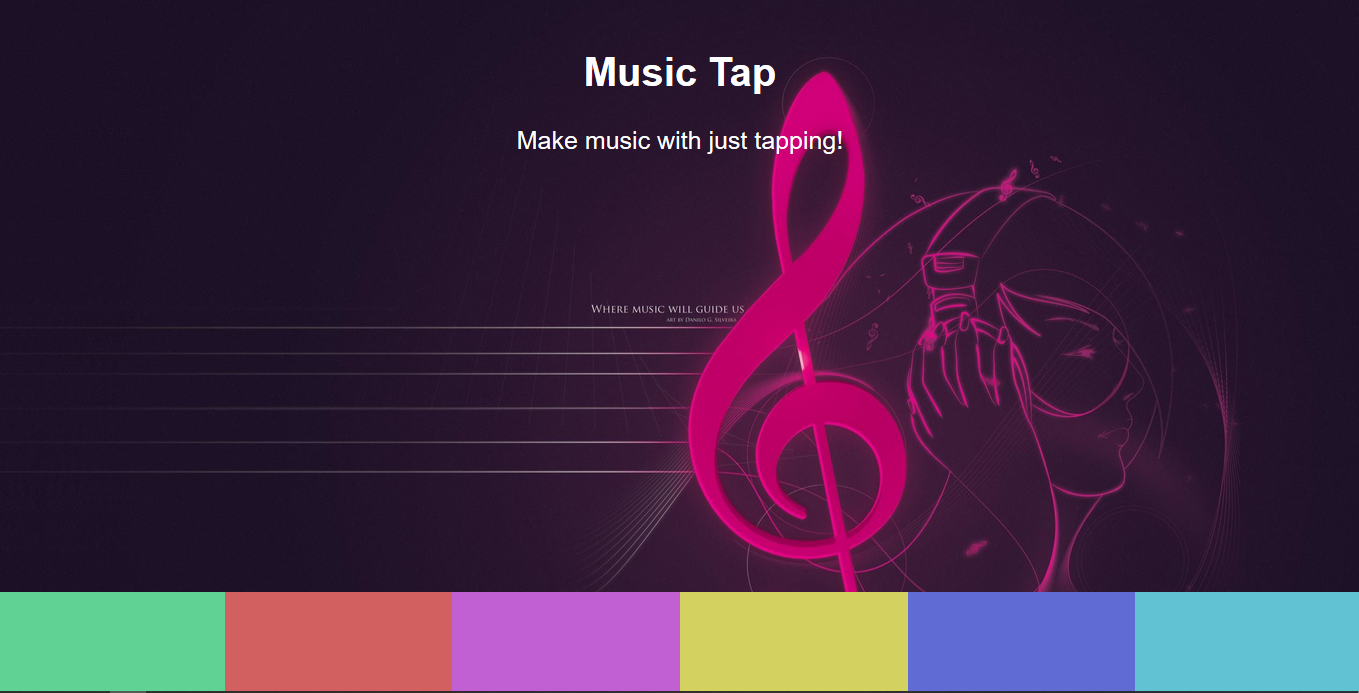 Music Tap
Make music with just tapping!
Where music will guide us
art by Danilo G. Silveira